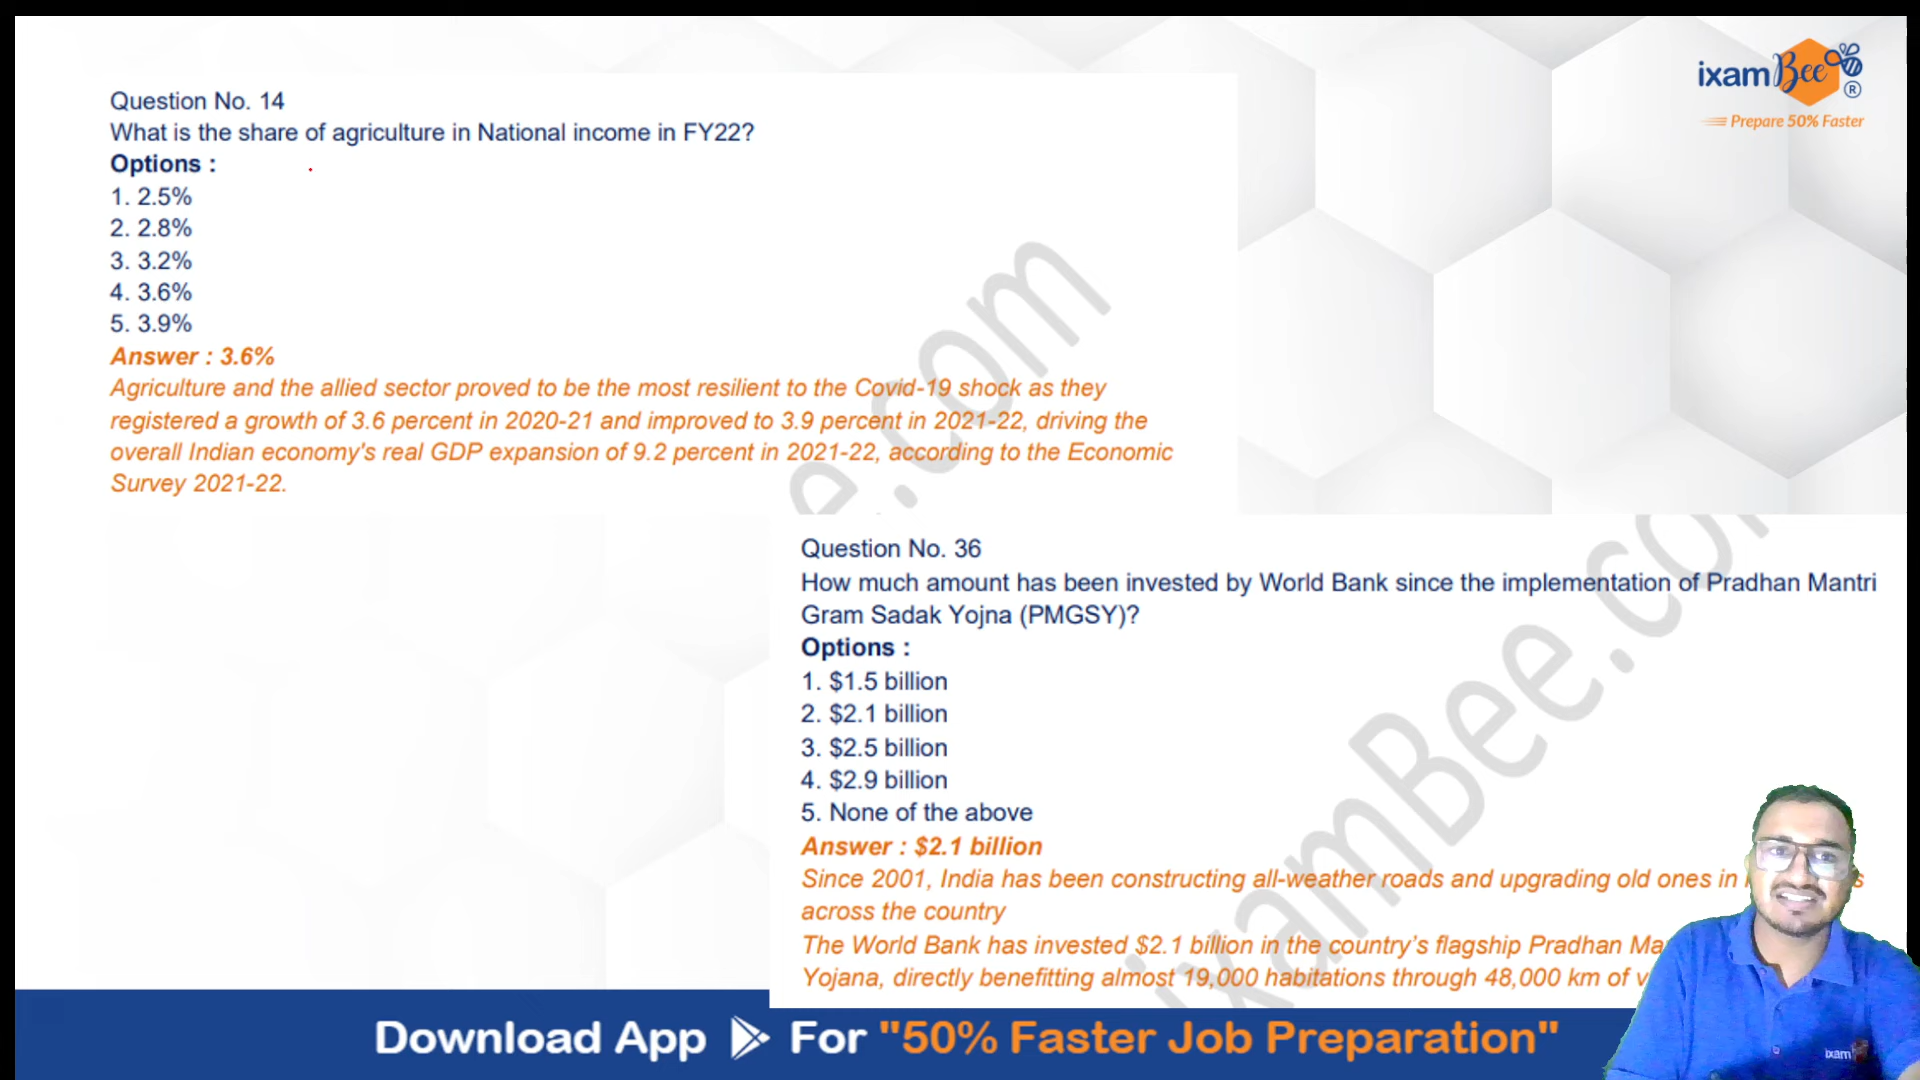 ixamBee®
Prepare 50% Faster
Question No. 14
What is the share of agriculture in National income in FY22?
Options :
1. 2.5%
2. 2.8%
3. 3.2%
4. 3.6%
5. 3.9%
Answer : 3.6%
Agriculture and the allied sector proved to be the most resilient to the Covid-19 shock as they
registered a growth of 3.6 percent in 2020-21 and improved to 3.9 percent in 2021-22, driving the
overall Indian economy's real GDP expansion of 9.2 percent in 2021-22, according to the Economic
Survey 2021-22.
e.com
Question No. 36
How much amount has been invested by World Bank since the implementation of Pradhan Mantri
Gram Sadak Yojna (PMGSY)?
Options :
1. $1.5 billion
2. $2.1 billion
3. $2.5 billion
4. $2.9 billion
5. None of the above
Answer : $2.1 billion
Since 2001, India has been constructing all-weather roads and upgrading old ones in
across the country
The World Bank has invested $2.1 billion in the country's flagship Pradhan Ma
Yojana, directly benefitting almost 19,000 habitations through 48,000 km of
ixamBee.co
ixam
Download App For "50% Faster Job Preparation"